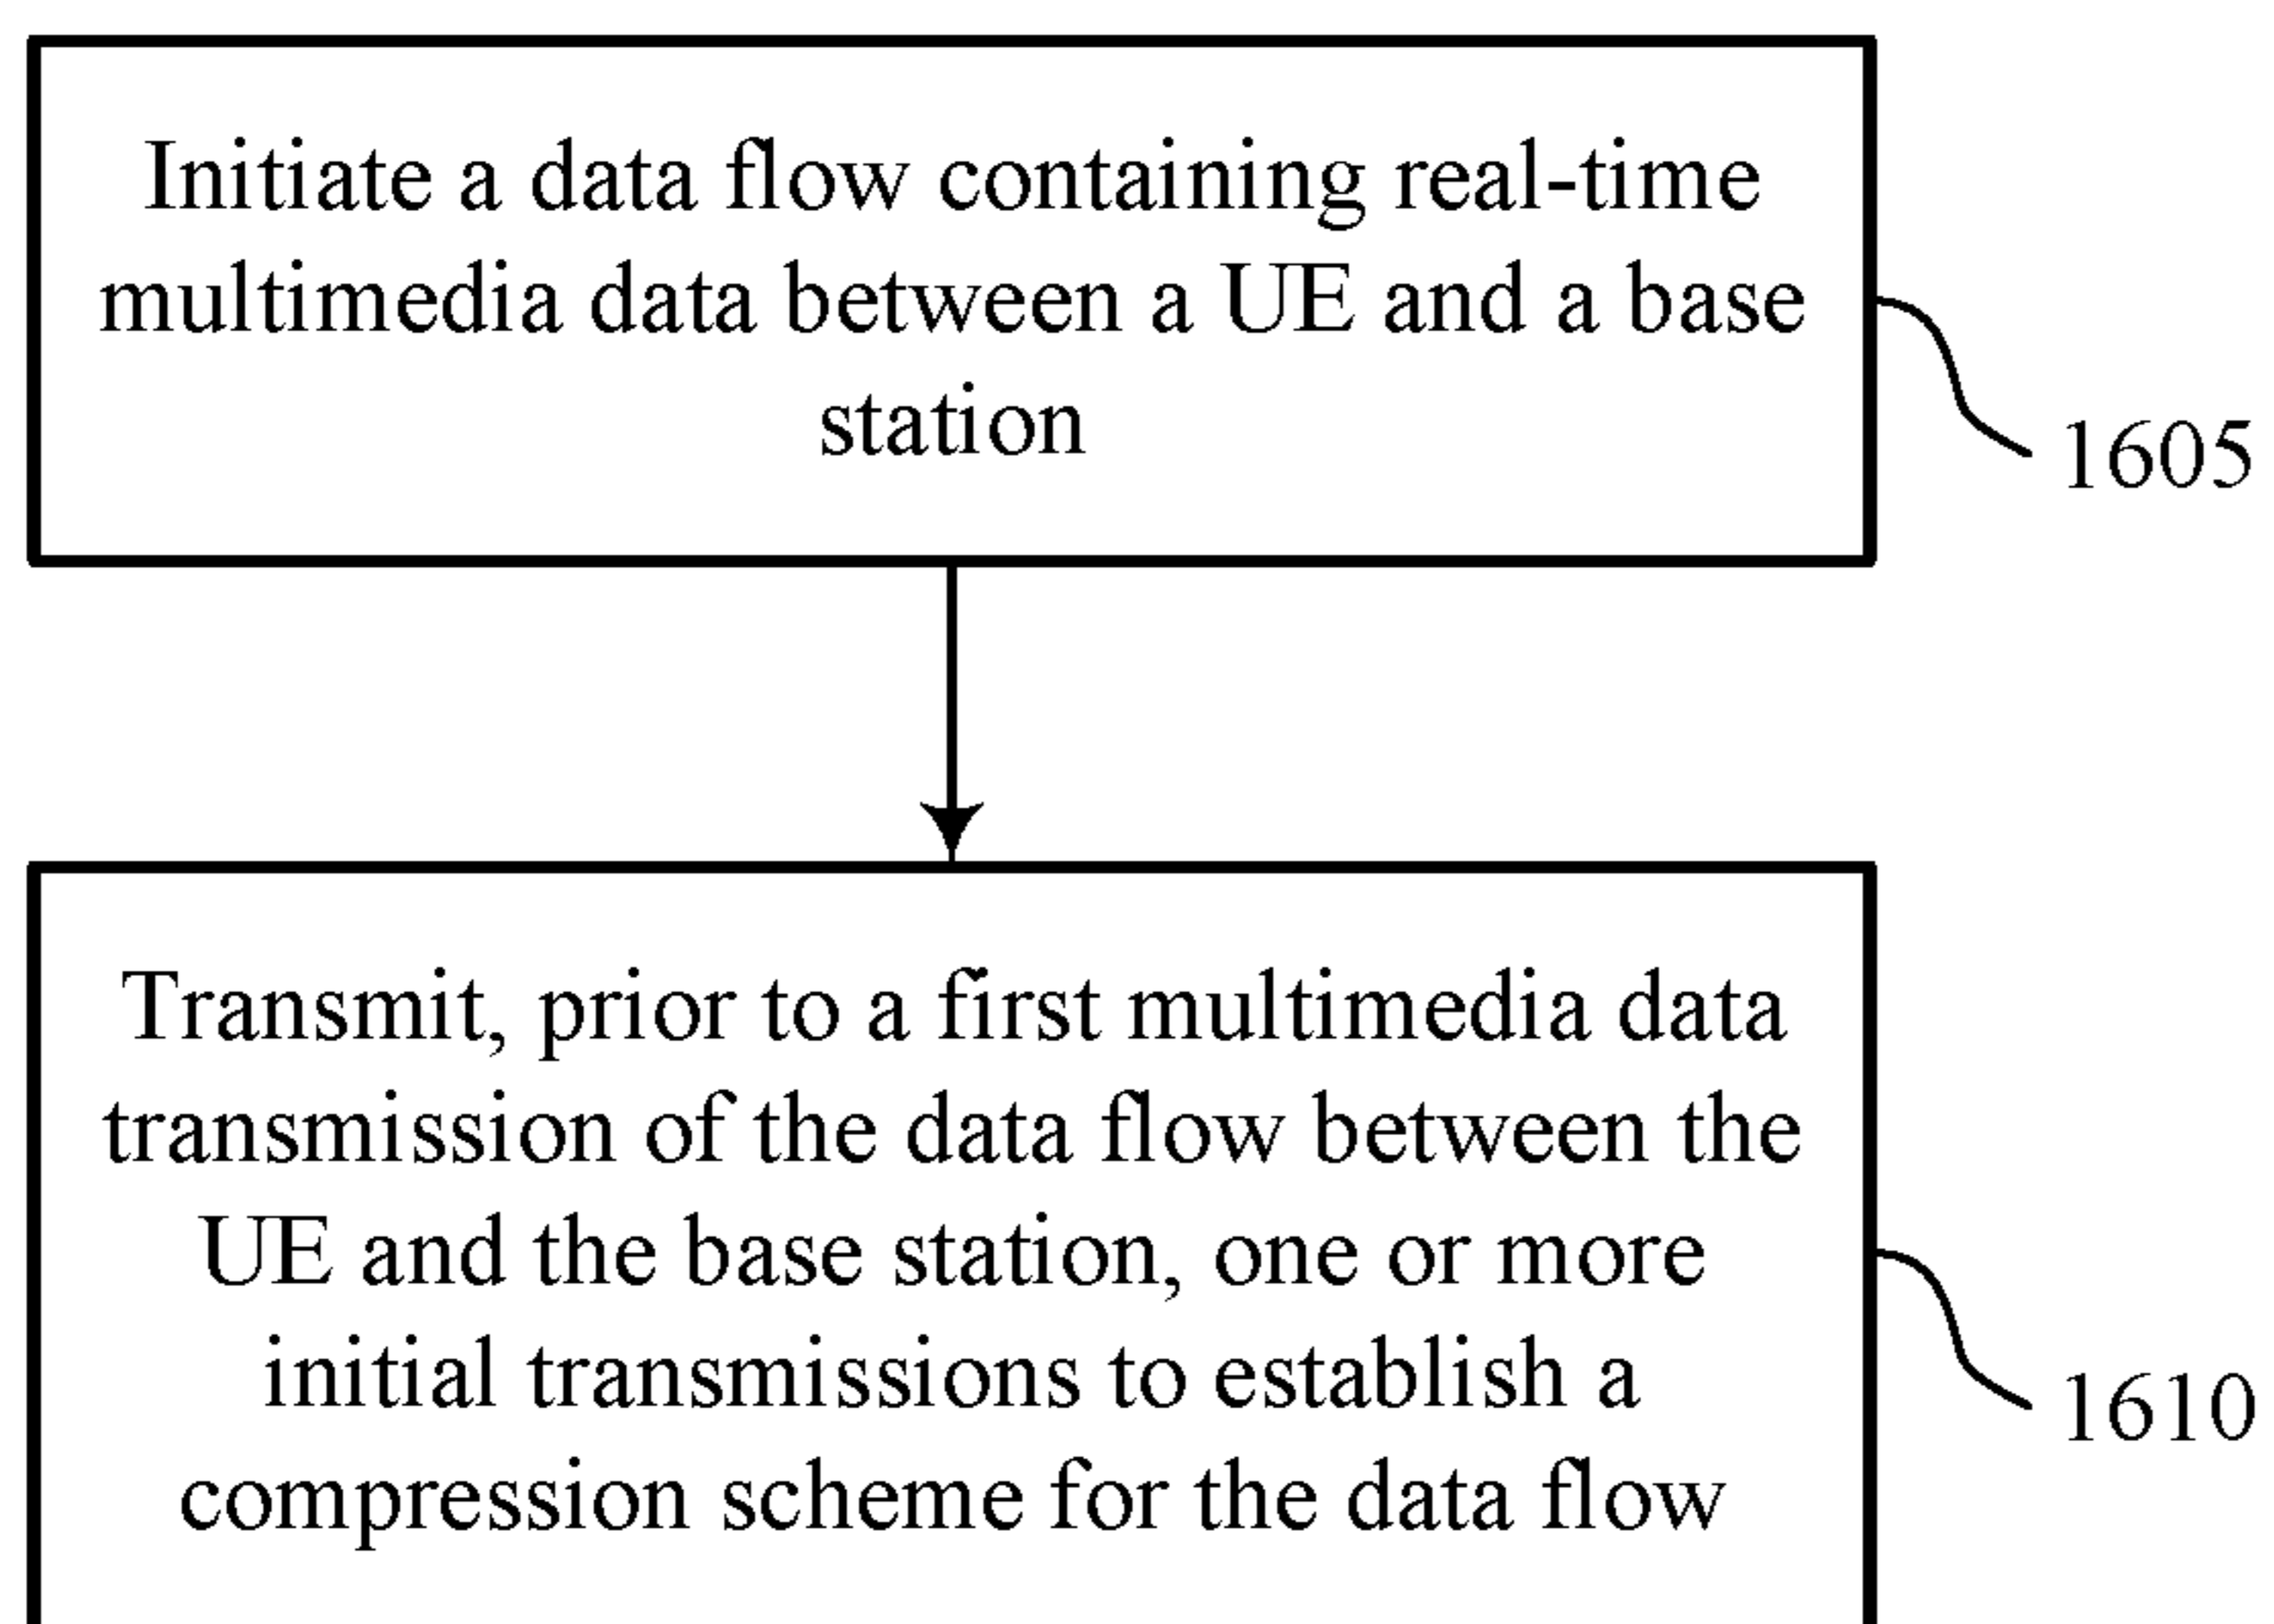 Initiate a data flow containing real-time
multimedia data between a UE and a base
station
1605
Transmit, prior to a first multimedia data
transmission of the data flow between the
UE and the base station, one or more
initial transmissions to establish a
compression scheme for the data flow
1610